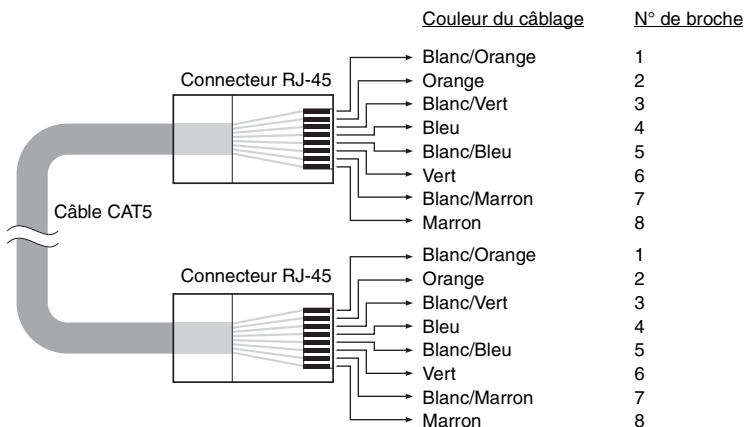 Couleur du câblage N° de broche
Blanc/Orange 1
Connecteur RJ-45 Orange 2
Blanc/Vert 3
Bleu 4
Blanc/Bleu 5
Vert 6
Blanc/Marron 7
Câble CAT5 Marron 8
Blanc/Orange 1
Connecteur RJ-45 Orange 2
Blanc/Vert 3
Bleu 4
Blanc/Bleu 5
Vert 6
Blanc/Marron 7
Marron 8